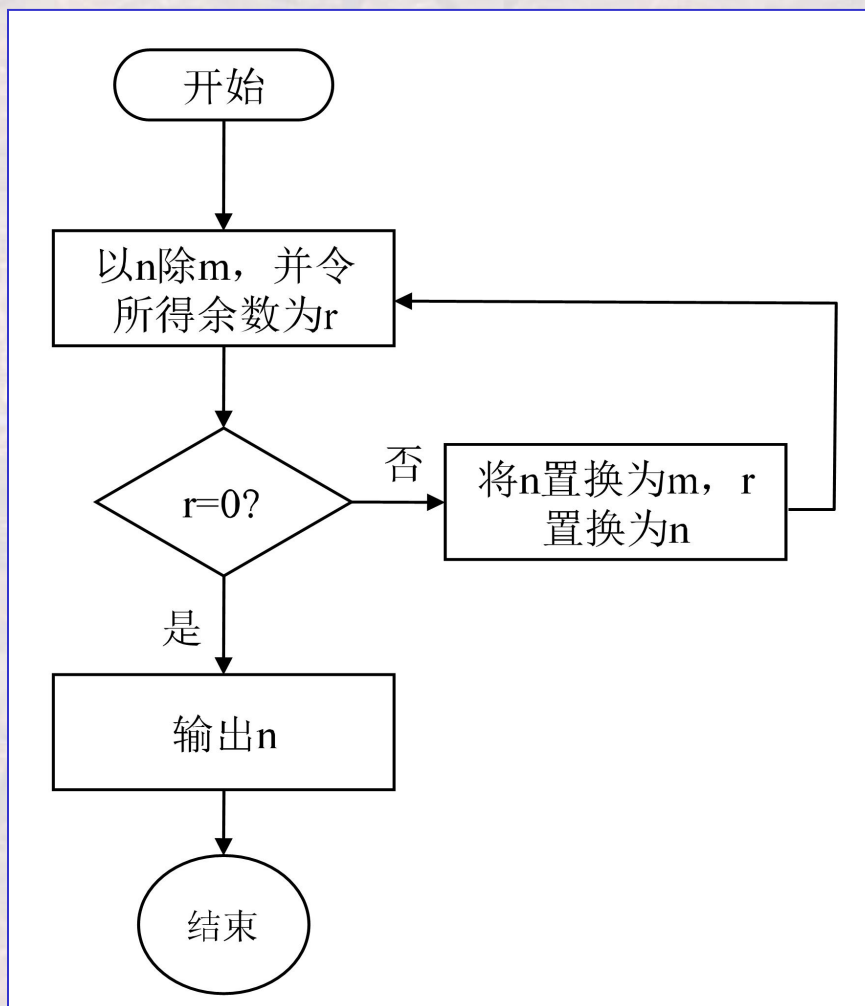 开始
以n除m，并令
所得余数为r
r=0?
否
将n置换为m，r
置换为n
是
输出n
结束